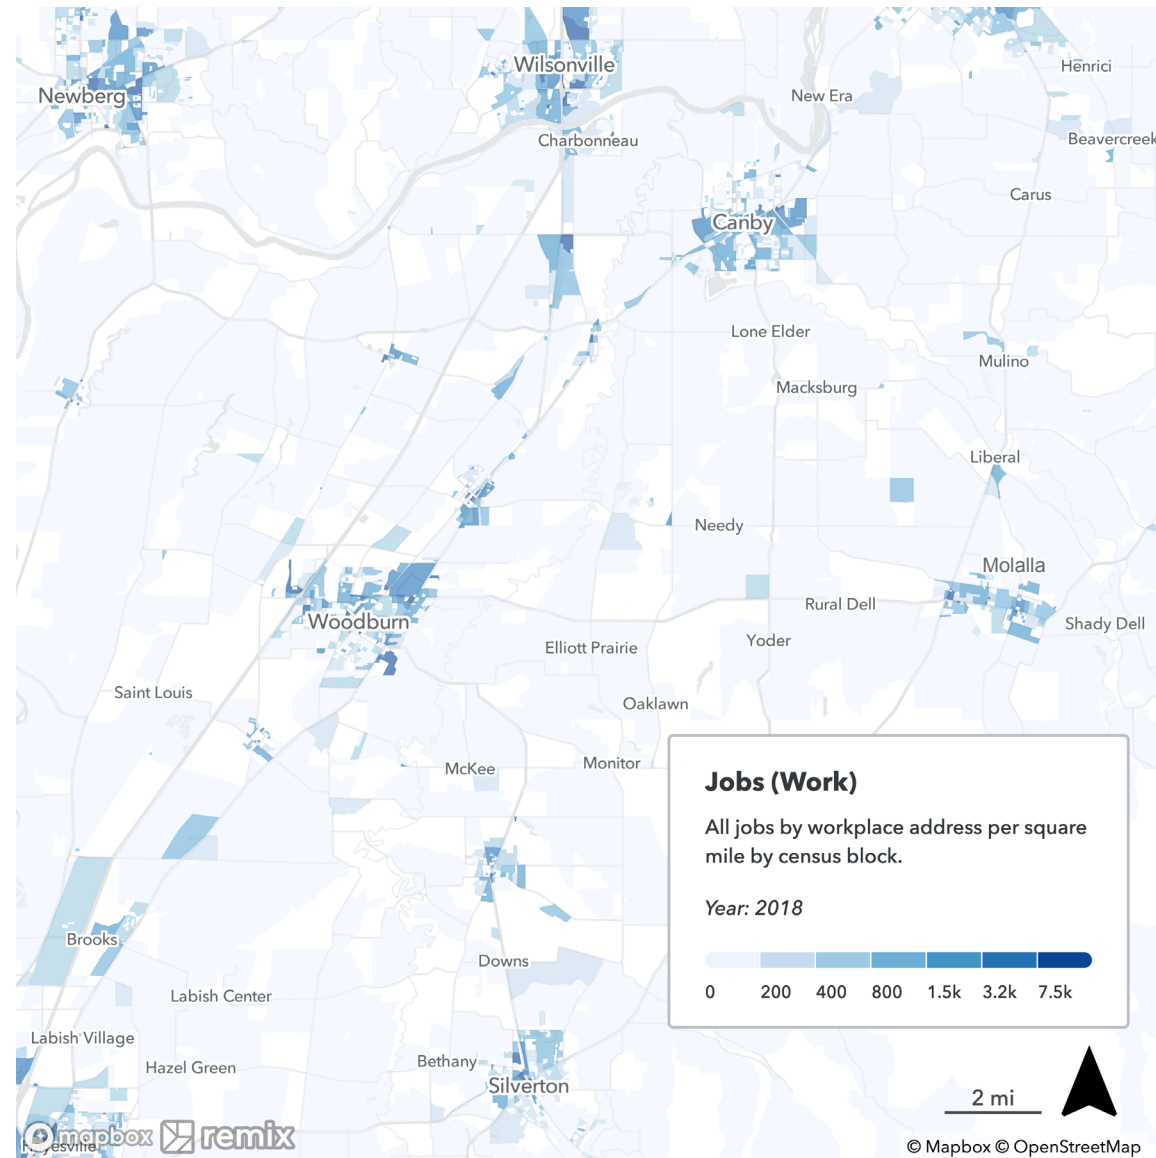 Wilsonville
Henrici
Newberg
New Era
Charbonneau
Beavercreek
Carus
Canby
Lone Elder
Mulino
Macksburg
Liberal
Needy
Molalla
Rural Dell
Woodburn
Shady Dell
Yoder
Elliott Prairie
Saint Louis
Oaklawn
McKee
Monitor
Jobs (Work)
All jobs by workplace address per square
mile by census block.
Year: 2018
0 200 400 800 1.5k 3.2k 7.5k
Brooks
Downs
Labish Center
Labish Village
Hazel Green
Bethany
Silverton
2 mi
mapbox remix
© Mapbox © OpenStreetMap